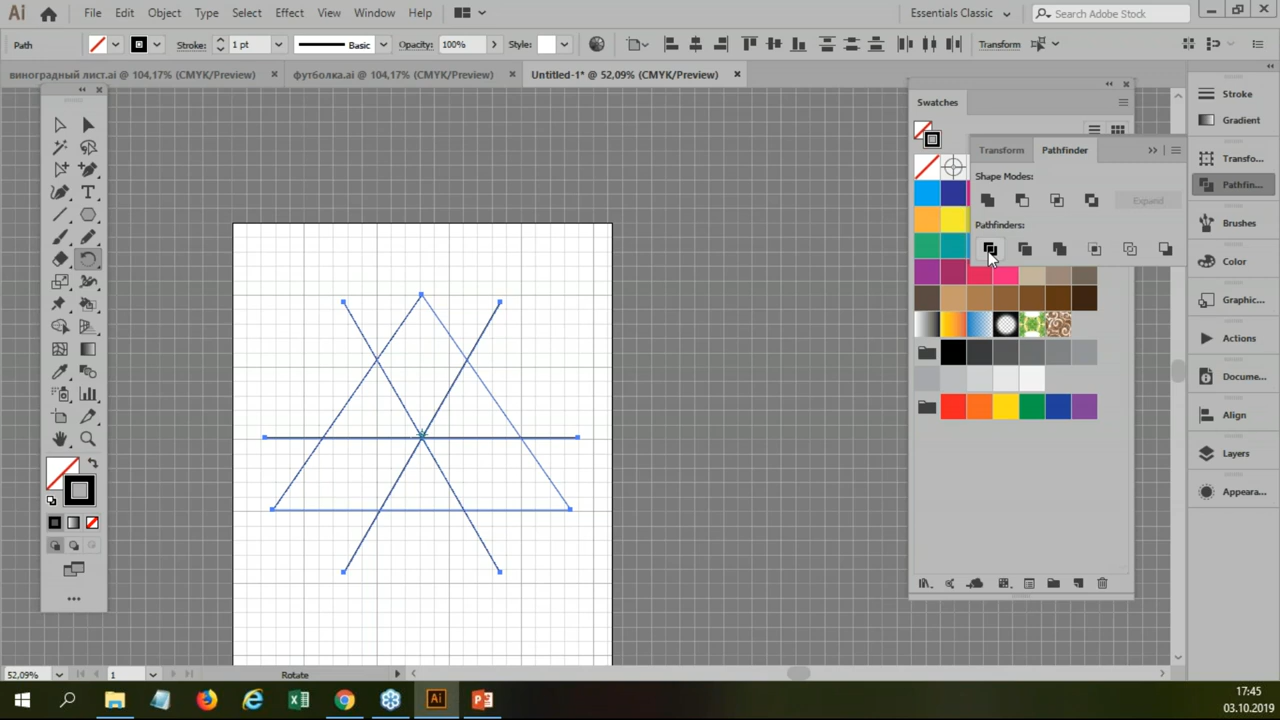 Ai File Edit Object Type Select Effect View Window Help Essentials Classic Search Adobe Stock
Path Stroke: 1 pt Basic Opacity: 100% Style: Transform
виноградный лист.ai @ 104,17% (CMYK/Preview) футболка.ai @ 104,17% (CMYK/Preview) Untitled-1* @ 52,09% (CMYK/Preview)
Swatches
Transform Pathfinder
Shape Modes:
Expand
Pathfinders:
Stroke
Gradient
Transfo...
Pathfin...
Brushes
Color
Graphic...
Actions
Docume...
Align
Layers
Appeara...
52,09% 1 Rotate
Ai
17:45
03.10.2019